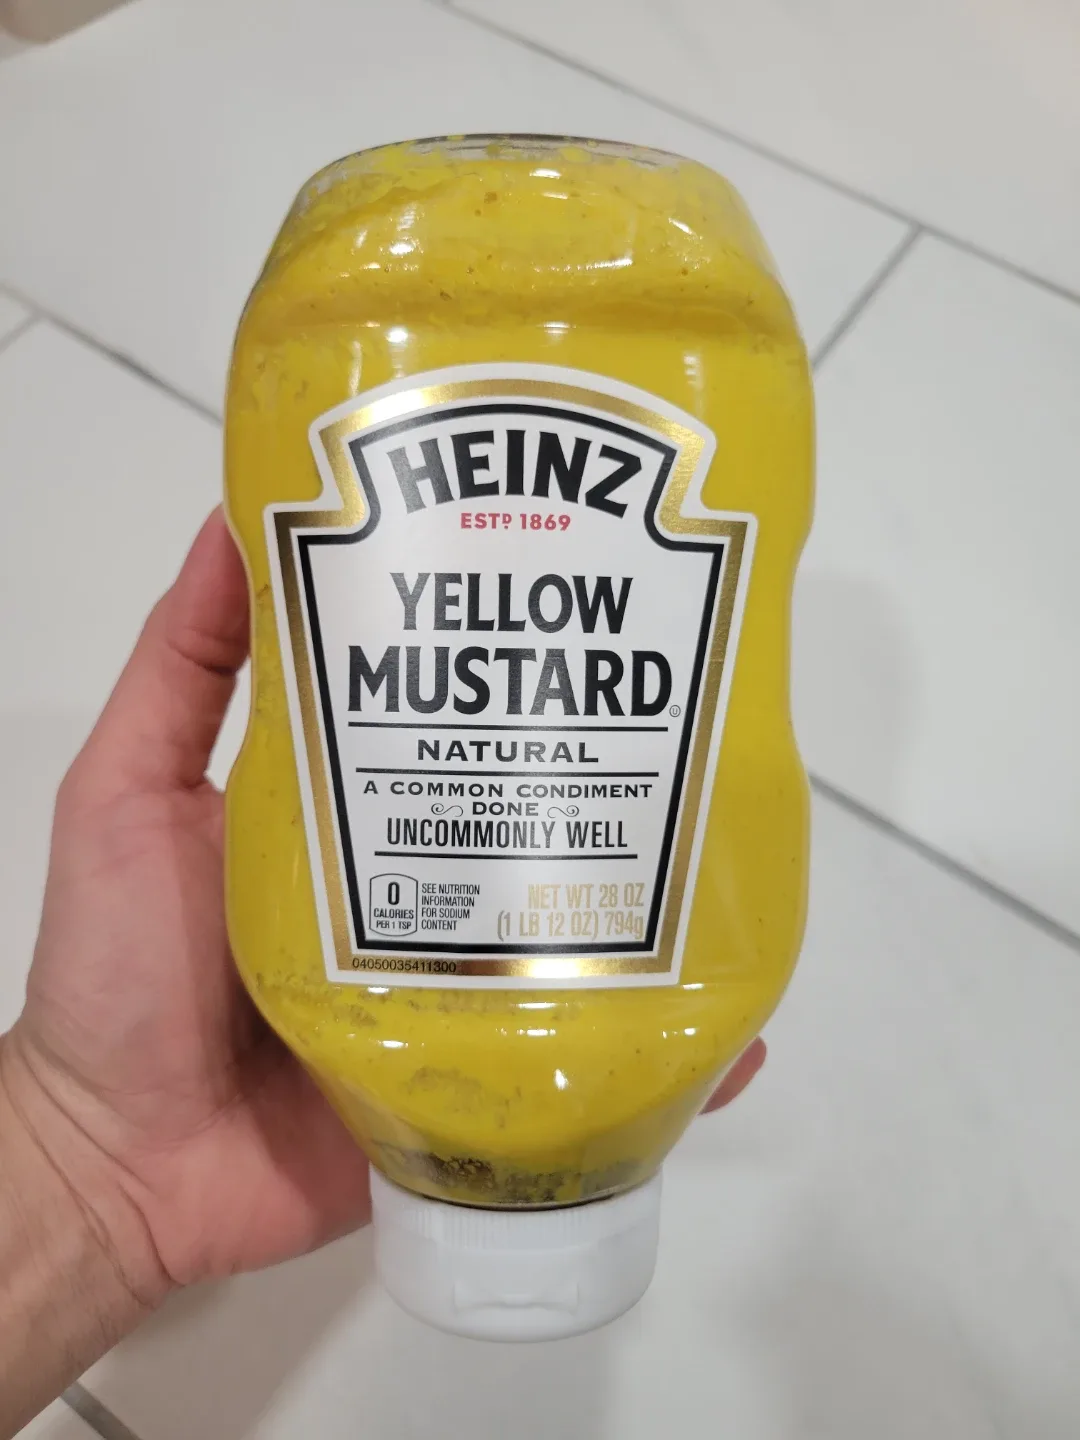 HEINZ
ESTD 1869
YELLOW
MUSTARD
U
NATURAL
A COMMON CONDIMENT
DONE
UNCOMMONLY WELL
0
CALORIES
PER 1 TSP
SEE NUTRITION
INFORMATION
FOR SODIUM
CONTENT
NET WT 28 OZ
(1 LB 12 OZ) 794g
04050035411300